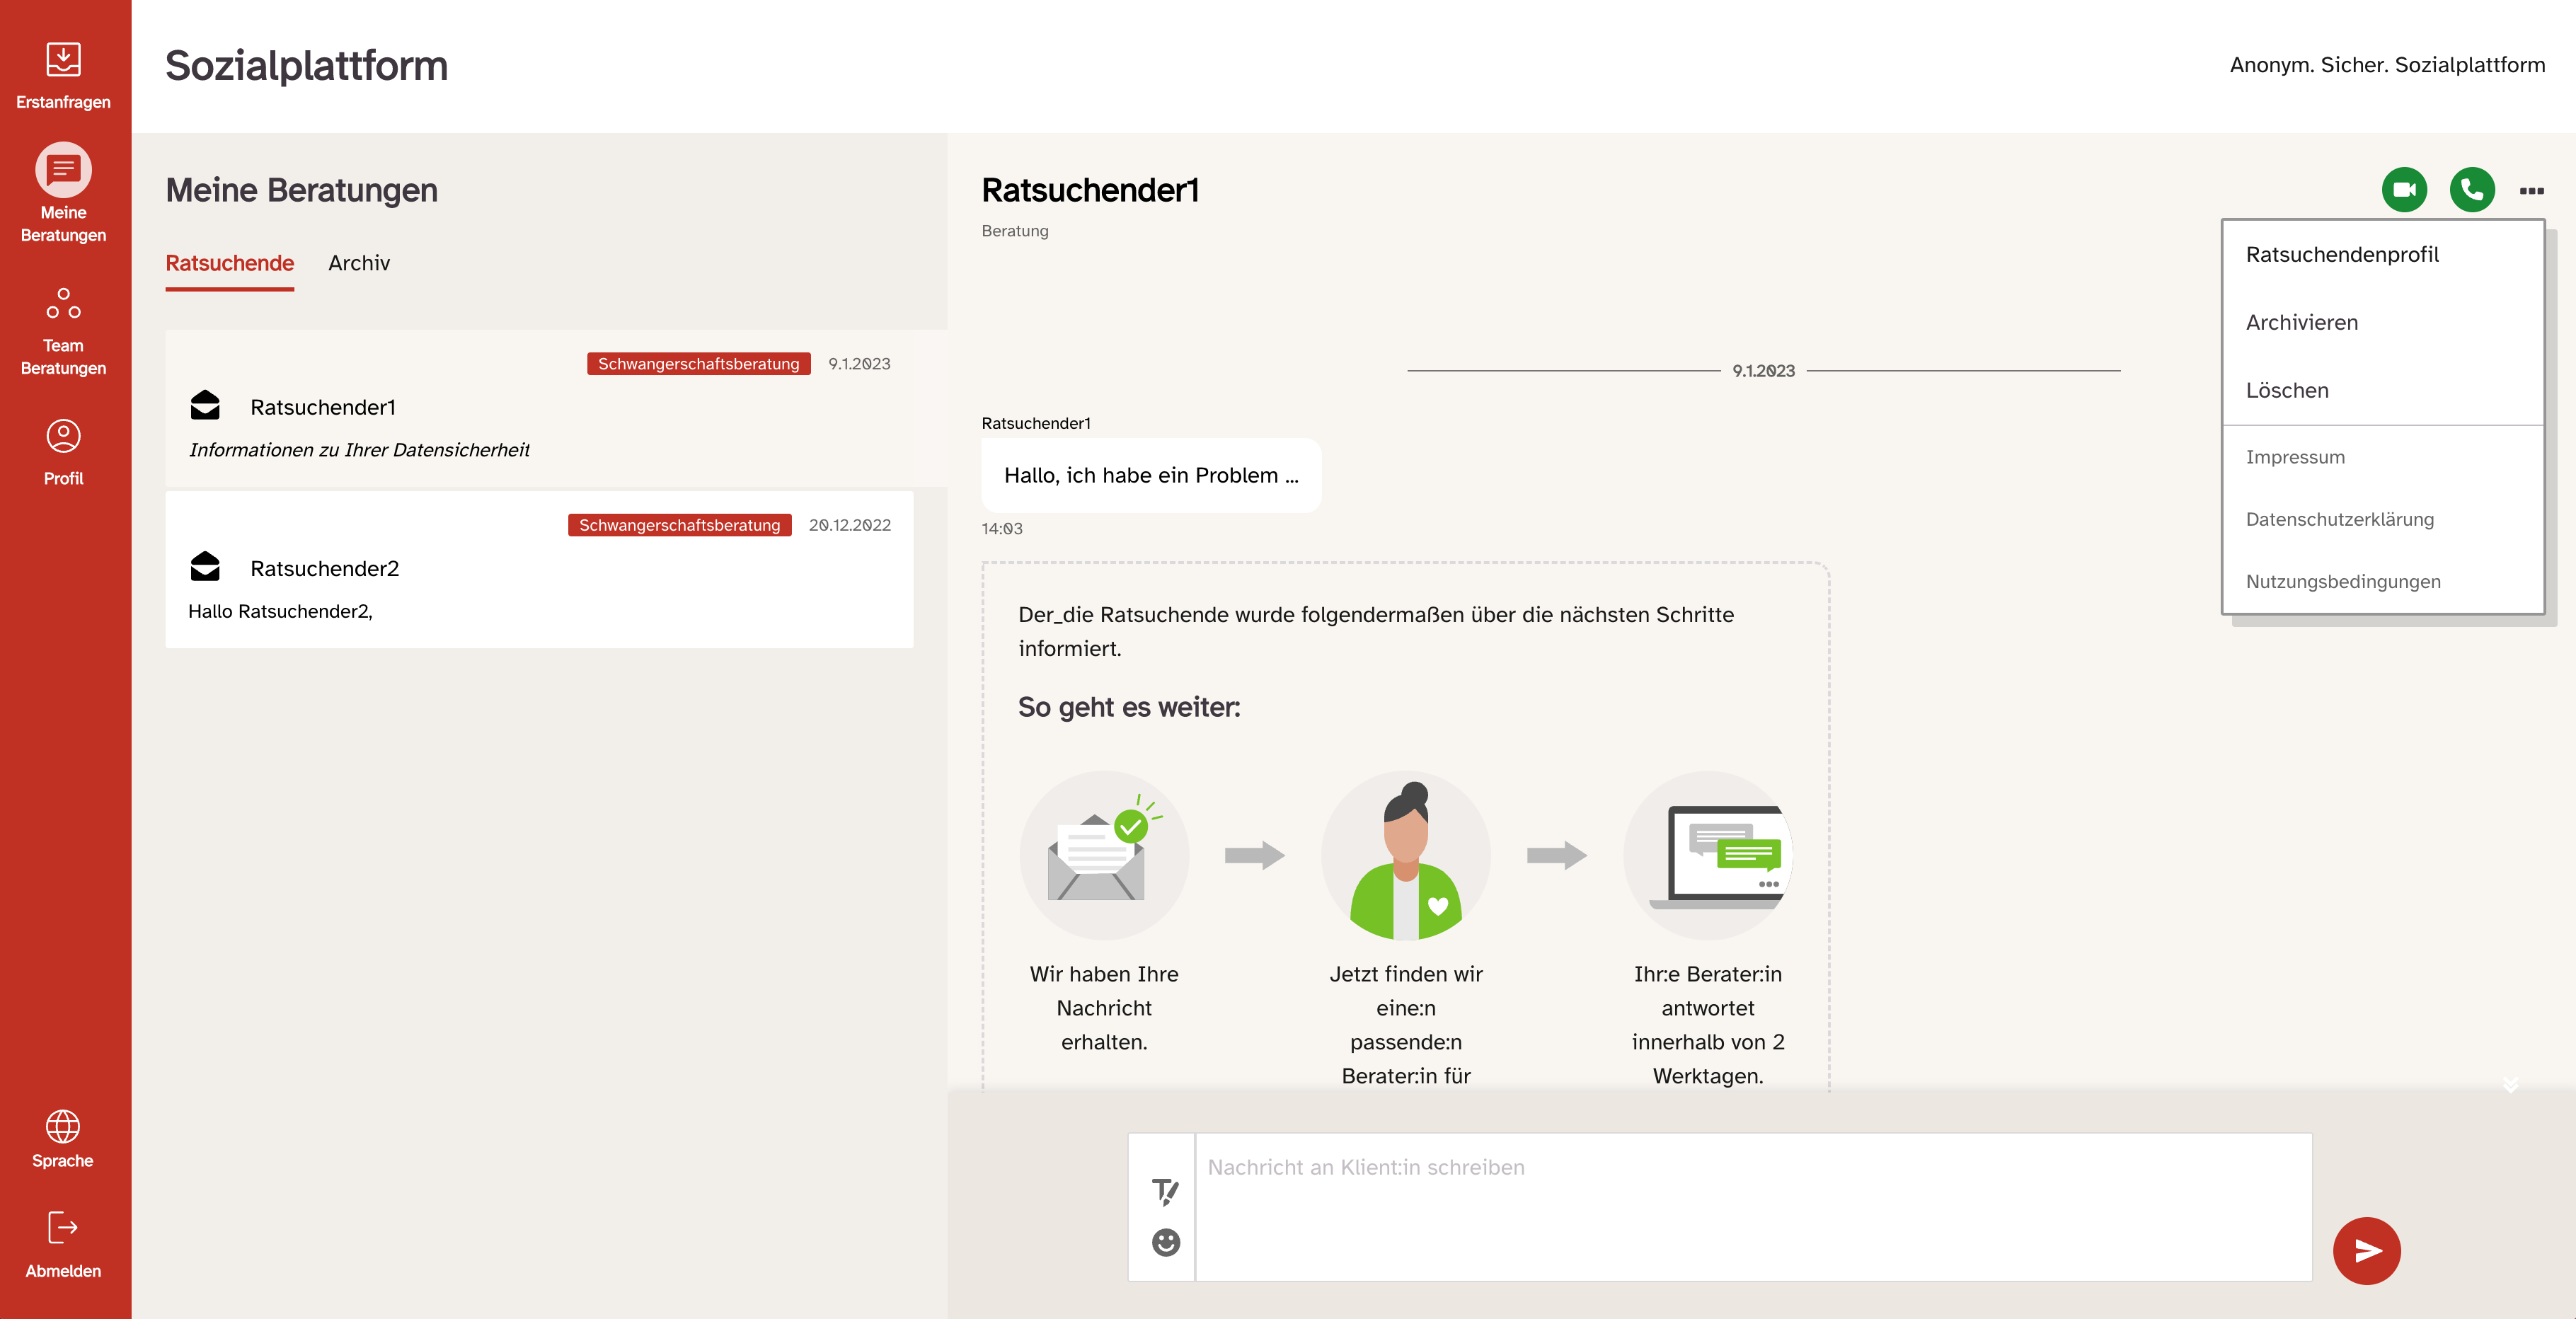 Erstanfragen
Meine
Beratungen
Team
Beratungen
Profil
Sprache
Abmelden
Sozialplattform
Anonym. Sicher. Sozialplattform
Meine Beratungen
Ratsuchende Archiv
Schwangerschaftsberatung 9.1.2023
Ratsuchender1
Informationen zu Ihrer Datensicherheit
Schwangerschaftsberatung 20.12.2022
Ratsuchender2
Hallo Ratsuchender2,
Ratsuchender1
Beratung
Ratsuchendenprofil
Archivieren
Löschen
Impressum
Datenschutzerklärung
Nutzungsbedingungen
9.1.2023
Ratsuchender1
Hallo, ich habe ein Problem ...
14:03
Der_die Ratsuchende wurde folgendermaßen über die nächsten Schritte
informiert.
So geht es weiter:
Wir haben Ihre
Nachricht
erhalten.
Jetzt finden wir
eine:n
passende:n
Berater:in für
Ihr:e Berater:in
antwortet
innerhalb von 2
Werktagen.
Nachricht an Klient:in schreiben